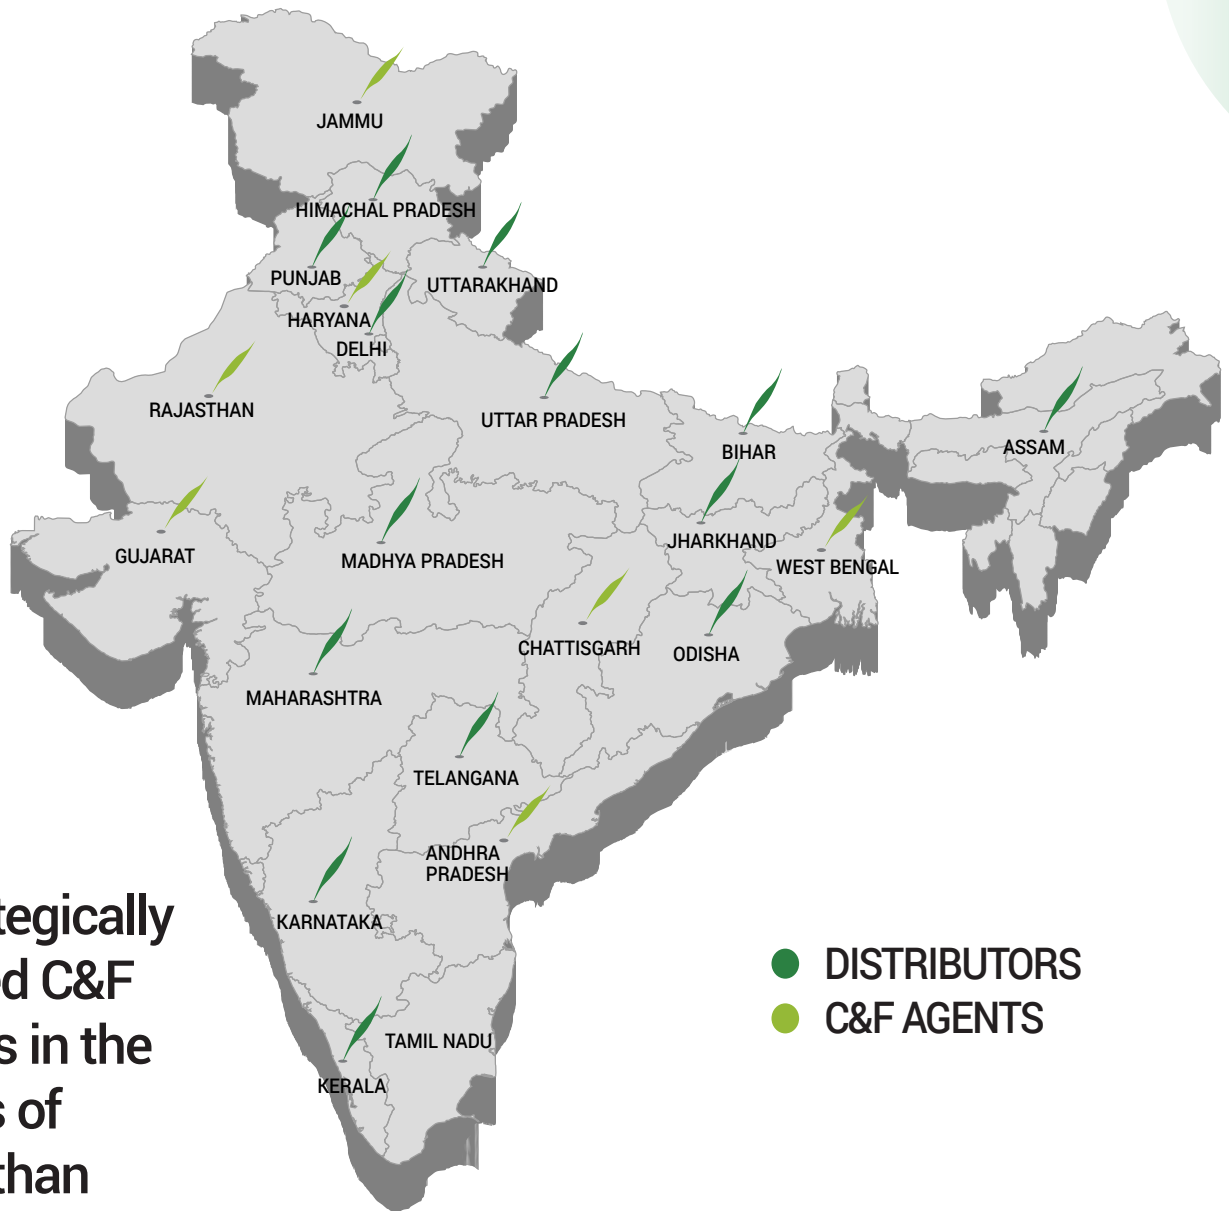 JAMMU
HIMACHAL PRADESH
PUNJAB
UTTARAKHAND
HARYANA
DELHI
RAJASTHAN
UTTAR PRADESH
BIHAR
ASSAM
GUJARAT
MADHYA PRADESH
JHARKHAND
WEST BENGAL
CHATTISGARH
ODISHA
MAHARASHTRA
TELANGANA
ANDHRA
PRADESH
KARNATAKA
TAMIL NADU
KERALA
tegically
ed C&F
s in the
s of
than
DISTRIBUTORS
C&F AGENTS